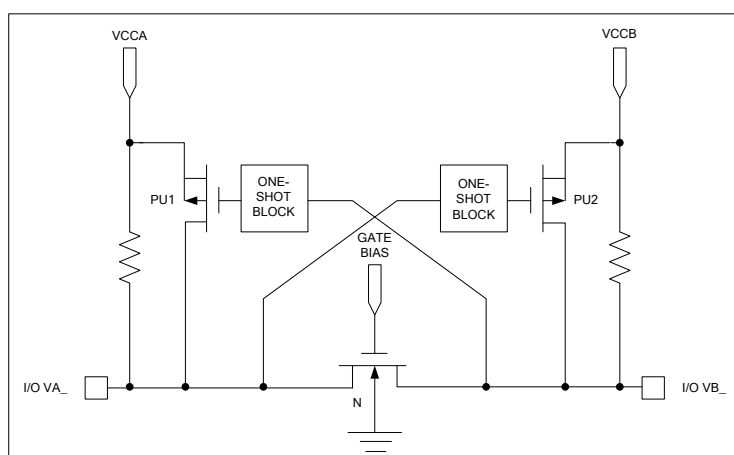 VCCA
VCCB
PU1
ONE-
SHOT
BLOCK
ONE-
SHOT
BLOCK
PU2
GATE
BIAS
I/O VA_
N
I/O VB_